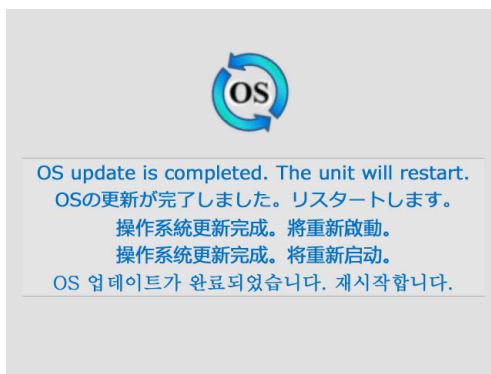 OS
OS update is completed. The unit will restart.
OSの更新が完了しました。リスタートします。
操作系統更新完成。將重新啟動。
操作系统更新完成。将重新启动。
OS 업데이트가 완료되었습니다. 재시작합니다.